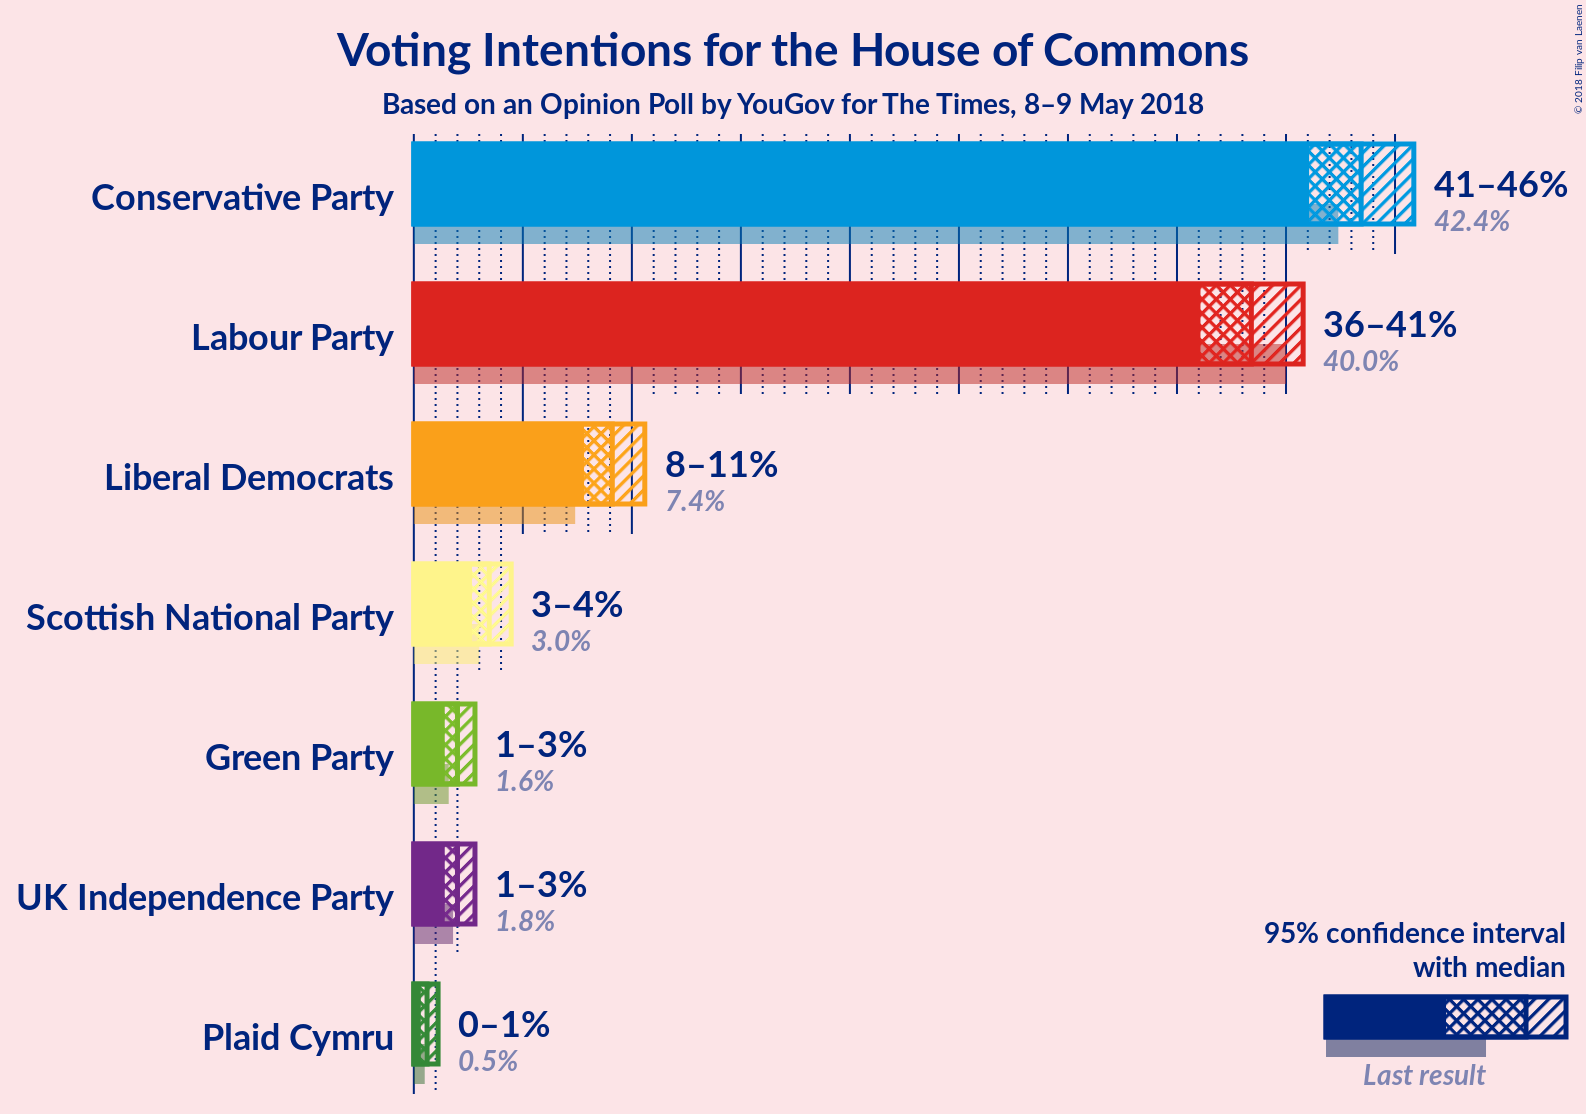 Voting Intentions for the House of Commons
Based on an Opinion Poll by YouGov for The Times, 8–9 May 2018
© 2018 Filip van Laenen
Conservative Party
41–46%
42.4%
Labour Party
36–41%
40.0%
Liberal Democrats
8–11%
7.4%
Scottish National Party
3–4%
3.0%
Green Party
1–3%
1.6%
UK Independence Party
1–3%
1.8%
Plaid Cymru
0–1%
0.5%
95% confidence interval
with median
Last result